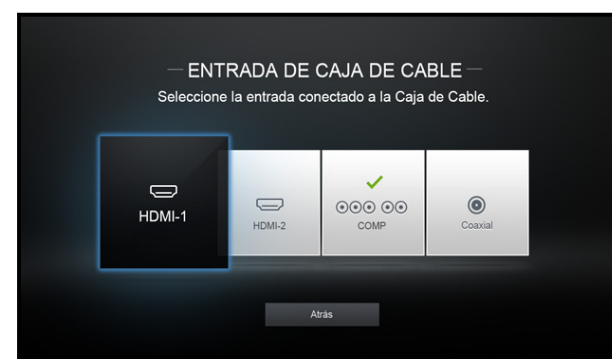 ENTRADA DE CAJA DE CABLE
Seleccione la entrada conectado a la Caja de Cable.
HDMI-1
HDMI-2
COMP
Coaxial
Atrás